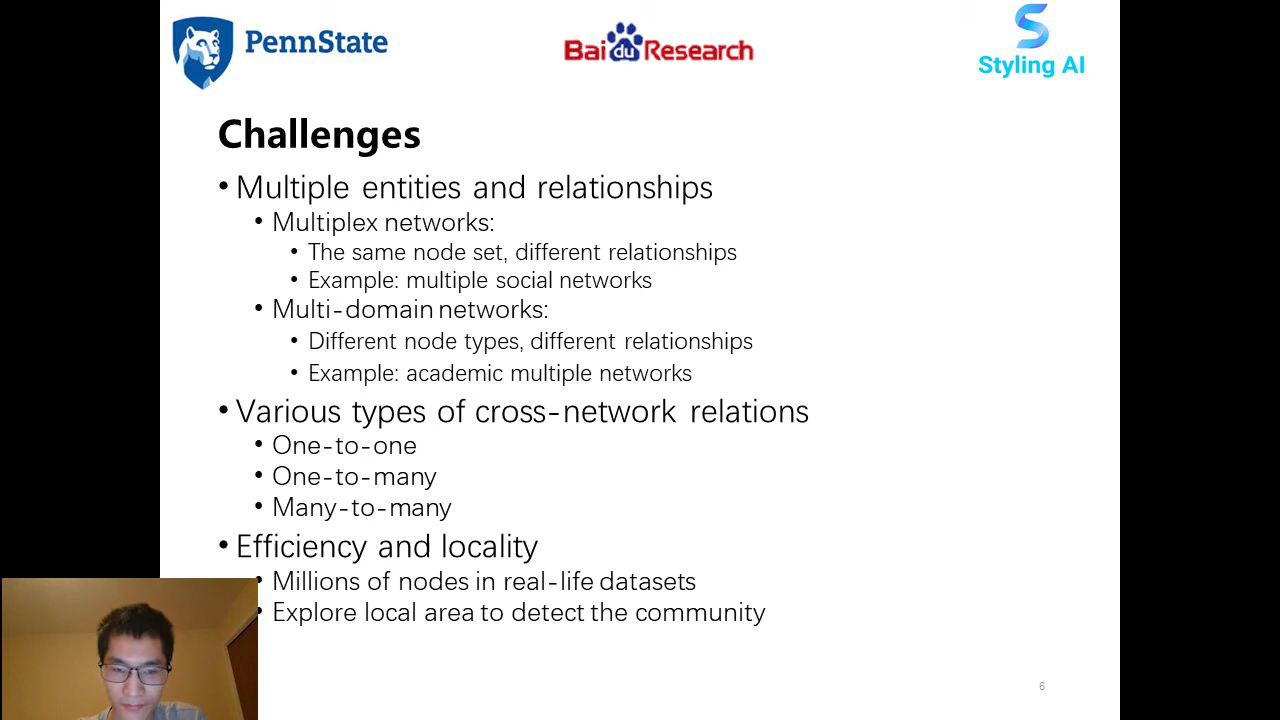 PennState
Bai du Research
Styling AI
Challenges
• Multiple entities and relationships
• Multiplex networks:
• The same node set, different relationships
• Example: multiple social networks
• Multi-domain networks:
• Different node types, different relationships
• Example: academic multiple networks
• Various types of cross-network relations
• One-to-one
• One-to-many
• Many-to-many
• Efficiency and locality
• Millions of nodes in real-life datasets
• Explore local area to detect the community
6